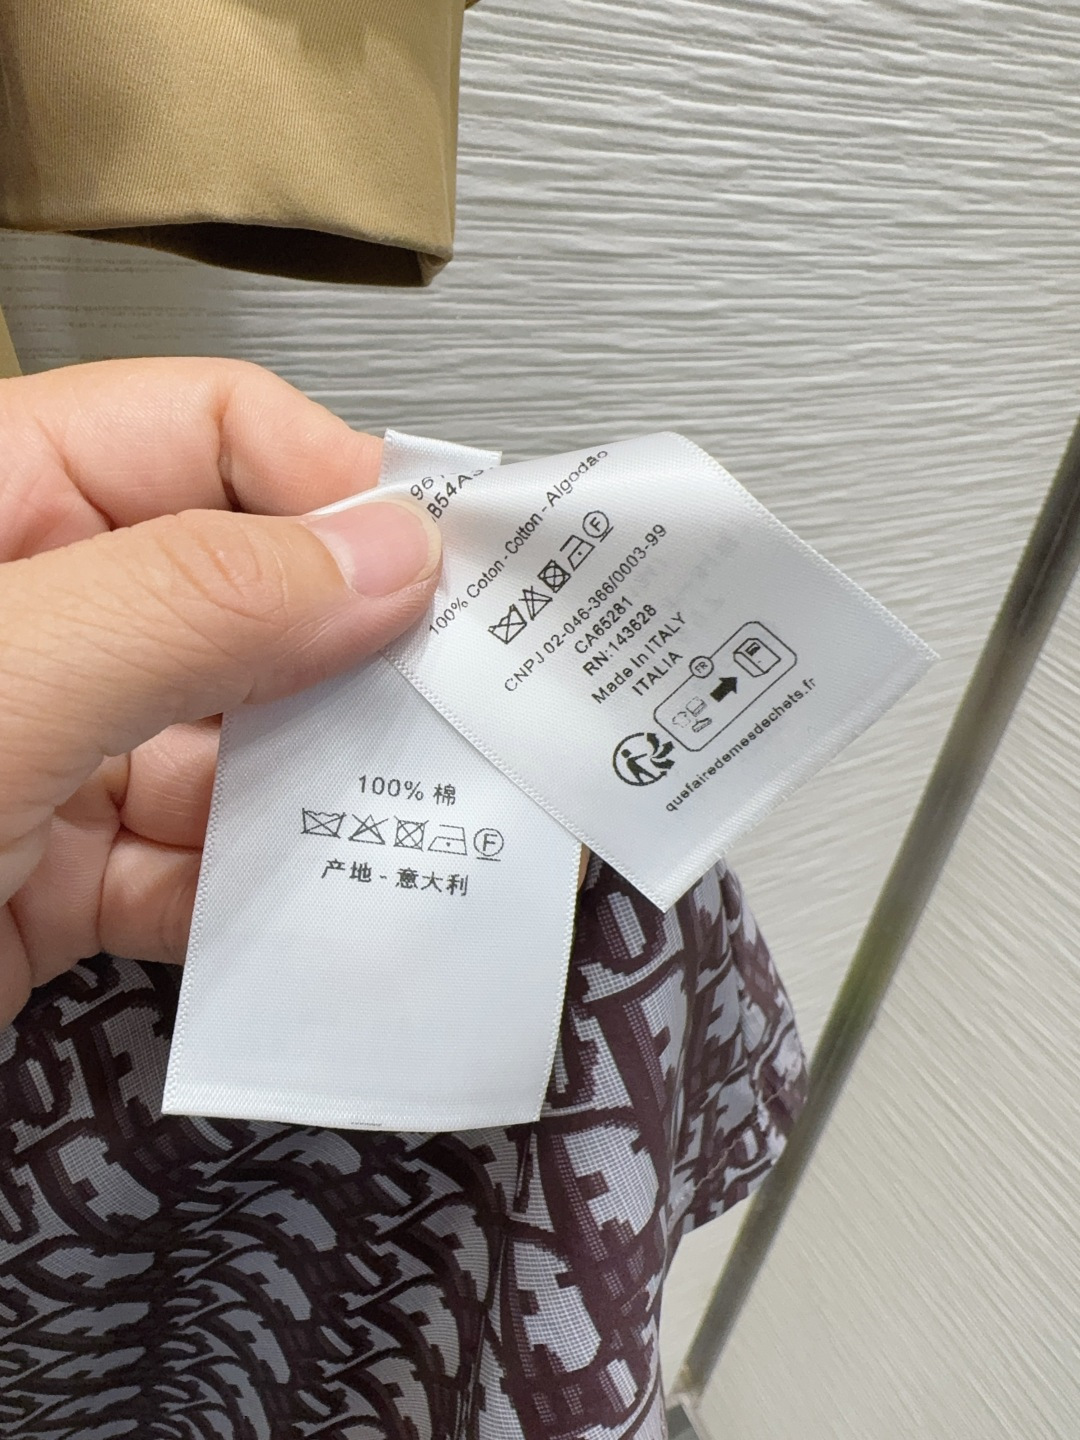 100% Coton - Cotton - Algodão
F
CNPJ 02-046-366/0003-99
CA65281
RN:143628
Made in ITALY
ITALIA
FR
quefairedemesdechets.fr
100% 棉
F
产地 - 意大利